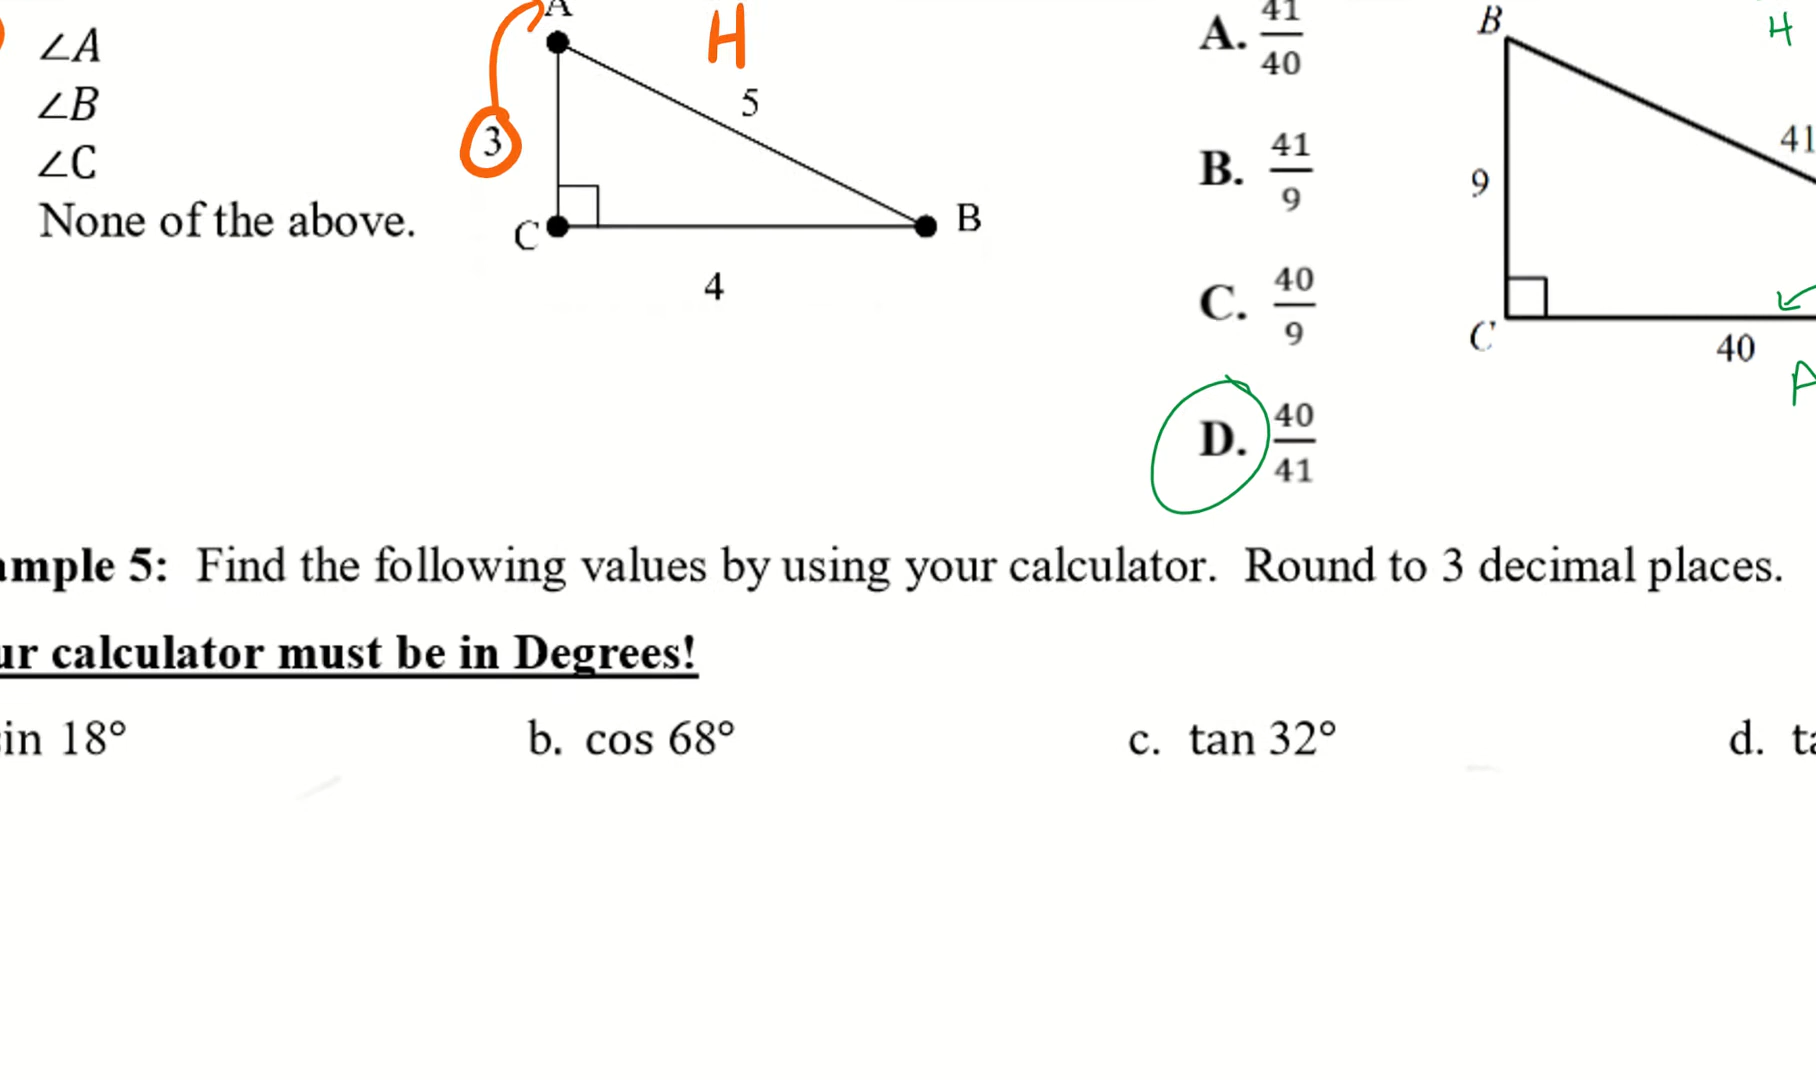 ∠A
∠B
∠C
None of the above.
A
H
3
5
C
B
4
A. 41/40
B. 41/9
C. 40/9
D. 40/41
B
H
41
9
C
40
A
ample 5: Find the following values by using your calculator. Round to 3 decimal places.
ur calculator must be in Degrees!
in 18°
b. cos 68°
c. tan 32°
d. ta